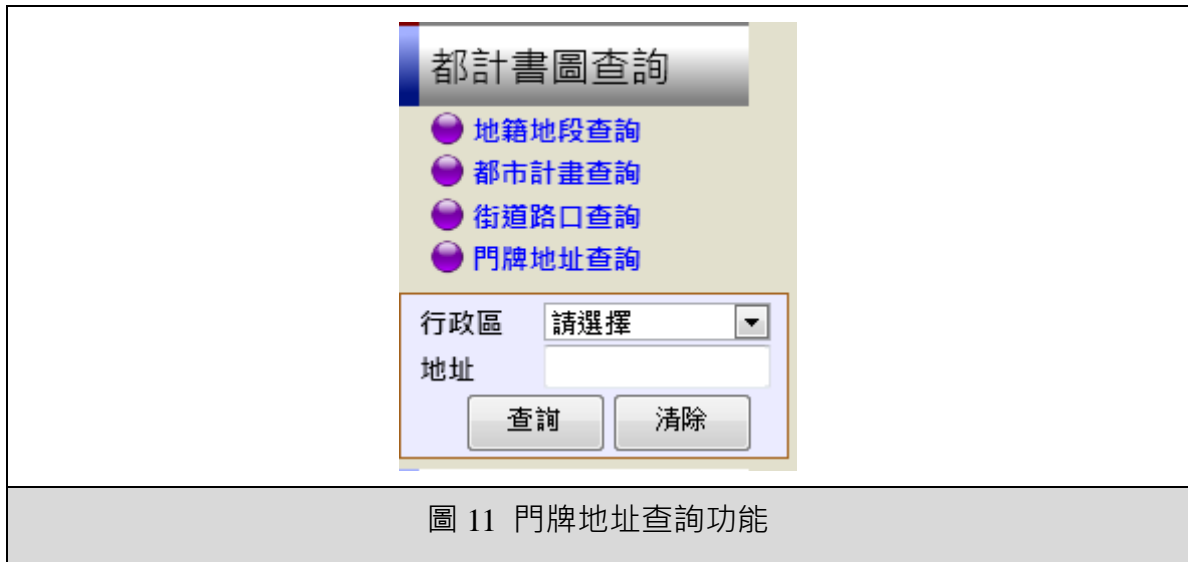 都計書圖查詢
地籍地段查詢
都市計畫查詢
街道路口查詢
門牌地址查詢
行政區 請選擇
地址
查詢 清除
圖 11 門牌地址查詢功能